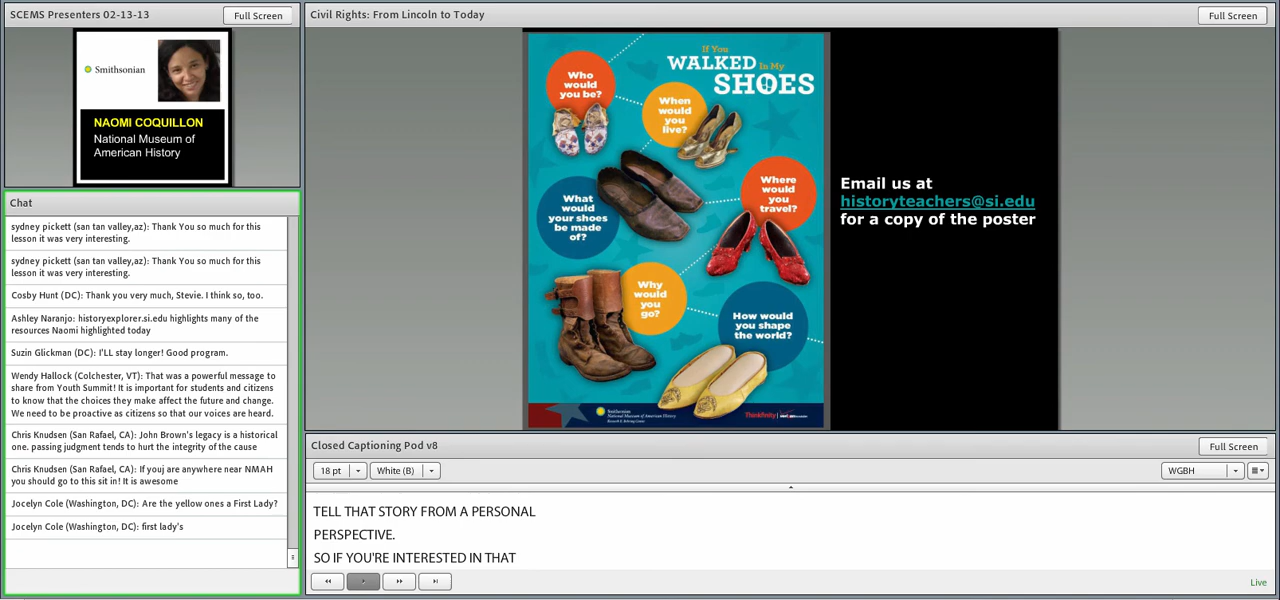 SCEMS Presenters 02-13-13
Full Screen
Smithsonian
NAOMI COQUILLON
National Museum of
American History
Chat
sydney pickett (san tan valley,az): Thank You so much for this
lesson it was very interesting.
sydney pickett (san tan valley,az): Thank You so much for this
lesson it was very interesting.
Cosby Hunt (DC): Thank you very much, Stevie. I think so, too.
Ashley Naranjo: historyexplorer.si.edu highlights many of the
resources Naomi highlighted today
Suzin Glickman (DC): I'LL stay longer! Good program.
Wendy Hallock (Colchester, VT): That was a powerful message to
share from Youth Summit! It is important for students and citizens
to know that the choices they make affect the future and change.
We need to be proactive as citizens so that our voices are heard.
Chris Knudsen (San Rafael, CA): John Brown's legacy is a historical
one. passing judgment tends to hurt the integrity of the cause
Chris Knudsen (San Rafael, CA): If youj are anywhere near NMAH
you should go to this sit in! It is awesome
Jocelyn Cole (Washington, DC): Are the yellow ones a First Lady?
Jocelyn Cole (Washington, DC): first lady's
Civil Rights: From Lincoln to Today
Full Screen
If You
WALKED In My
SHOES
Who
would
you be?
When
would
you
live?
What
would
your shoes
be made
of?
Where
would
you
travel?
Why
would
you
go?
How would
you shape
the world?
Smithsonian
National Museum of American History
Thinkfinity
Email us at
historyteachers@si.edu
for a copy of the poster
Closed Captioning Pod v8
Full Screen
18 pt
White (B)
WGBH
TELL THAT STORY FROM A PERSONAL
PERSPECTIVE.
SO IF YOU'RE INTERESTED IN THAT
Live